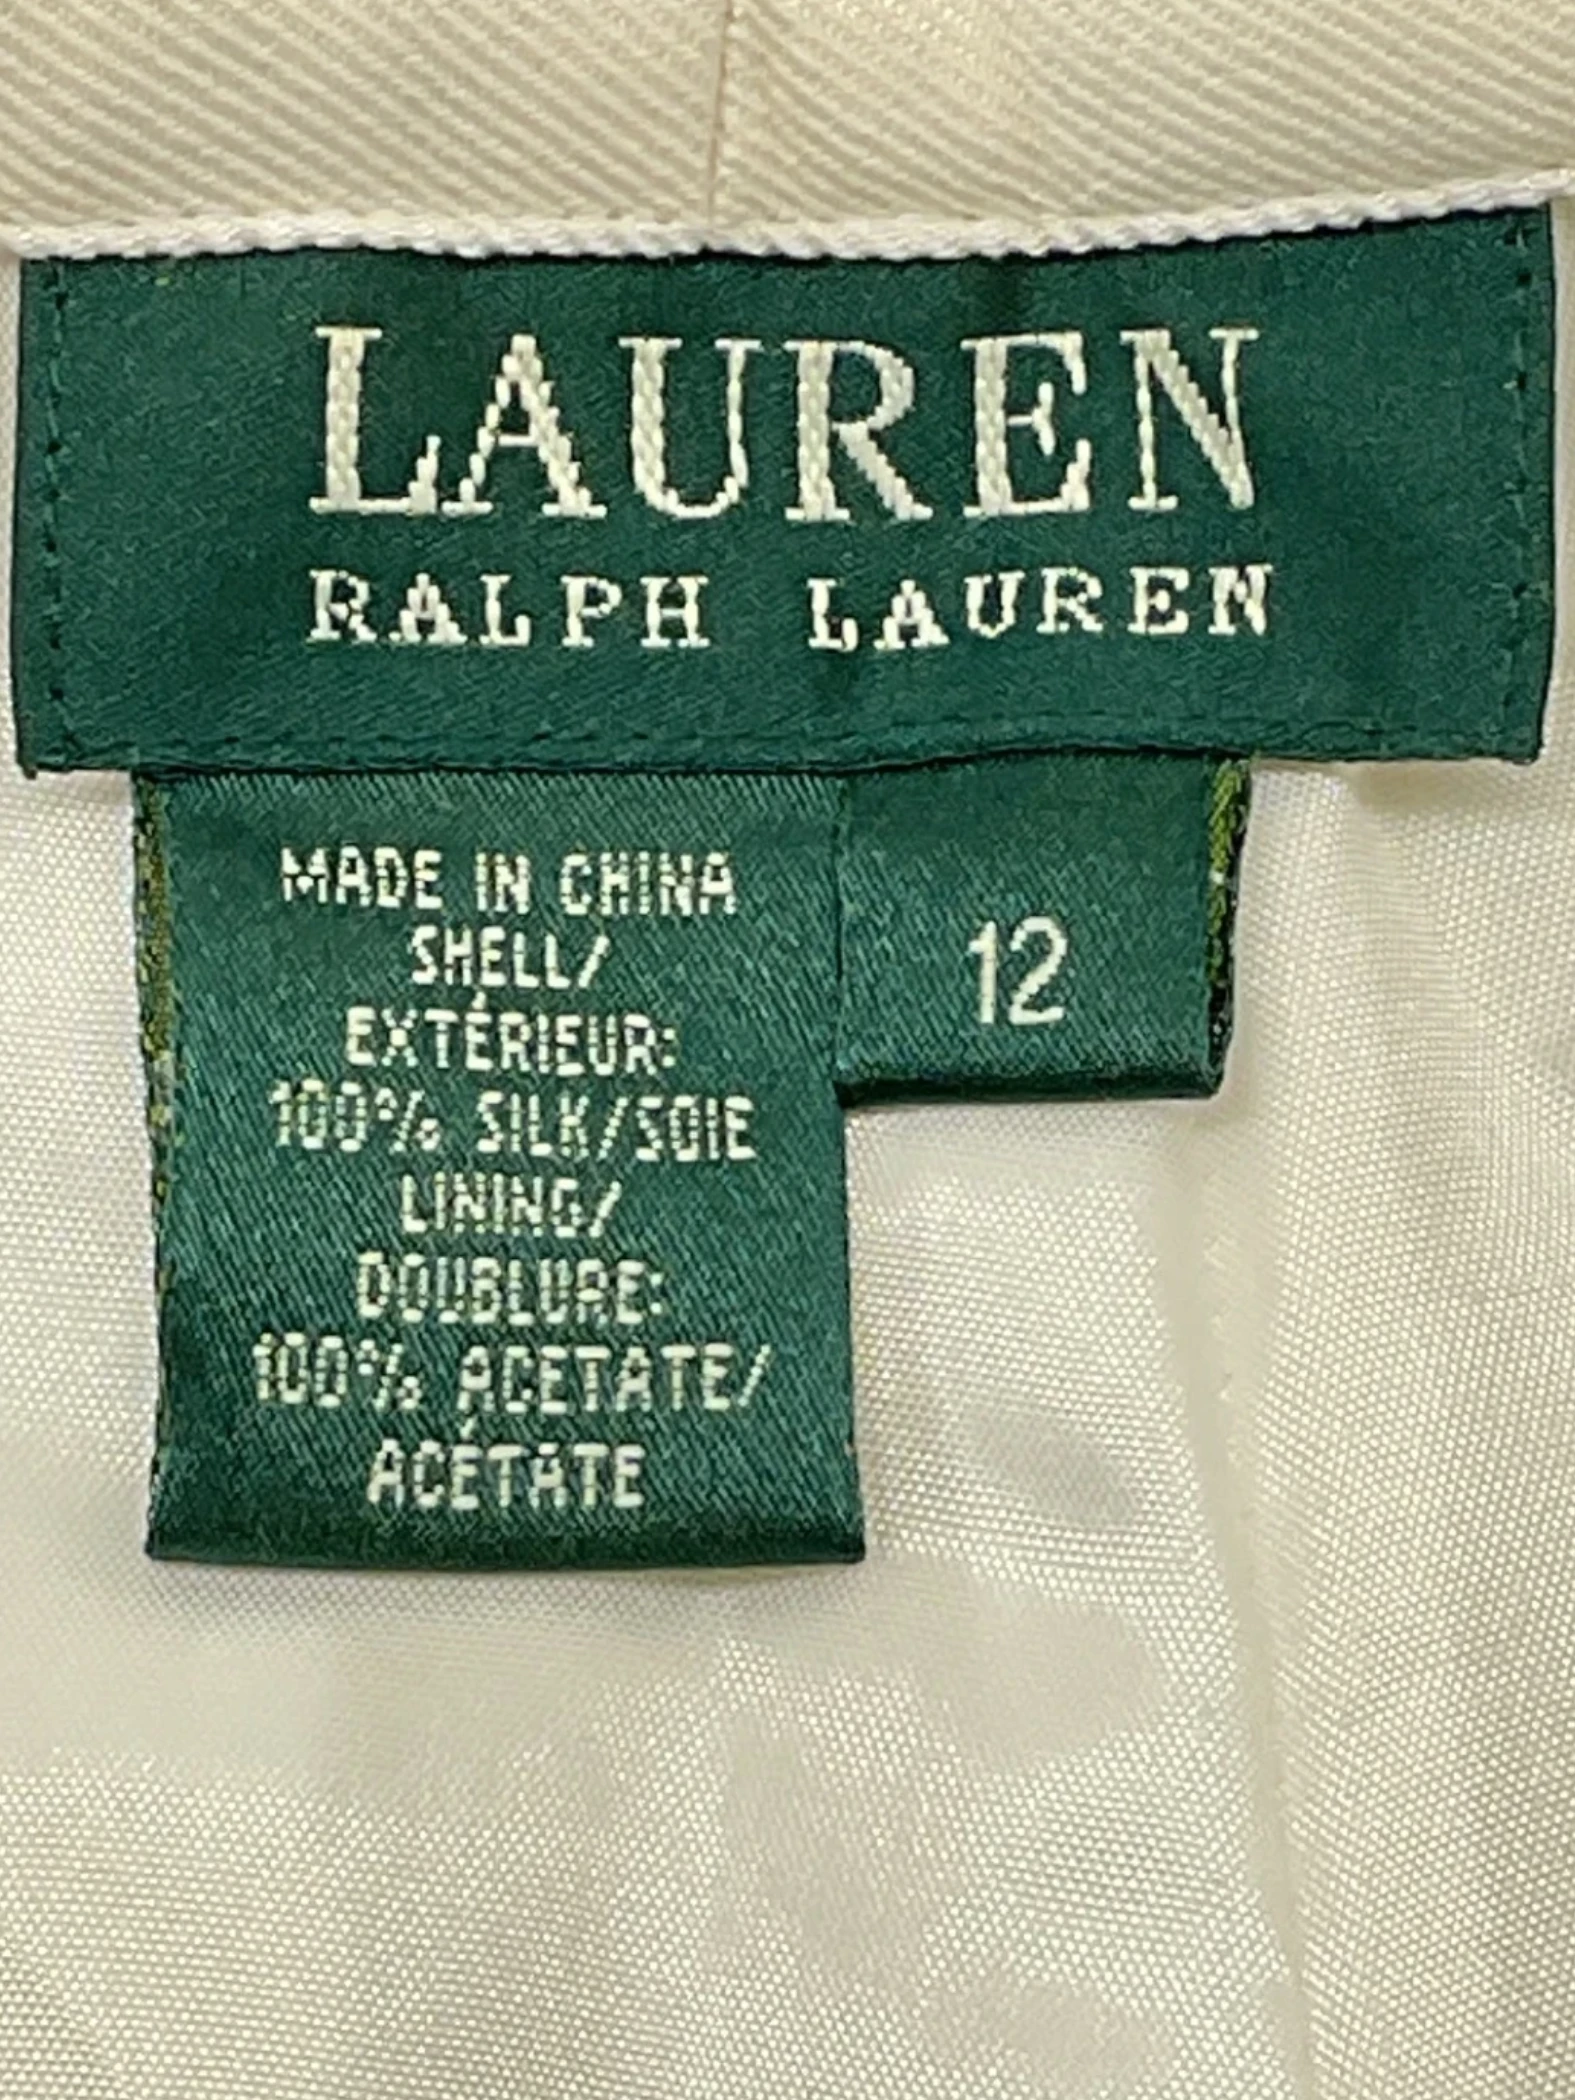 LAUREN
RALPH LAUREN
MADE IN CHINA
SHELL/
EXTÉRIEUR:
100% SILK/SOIE
LINING/
DOUBLURE:
100% ACETATE/
ACÉTATE
12